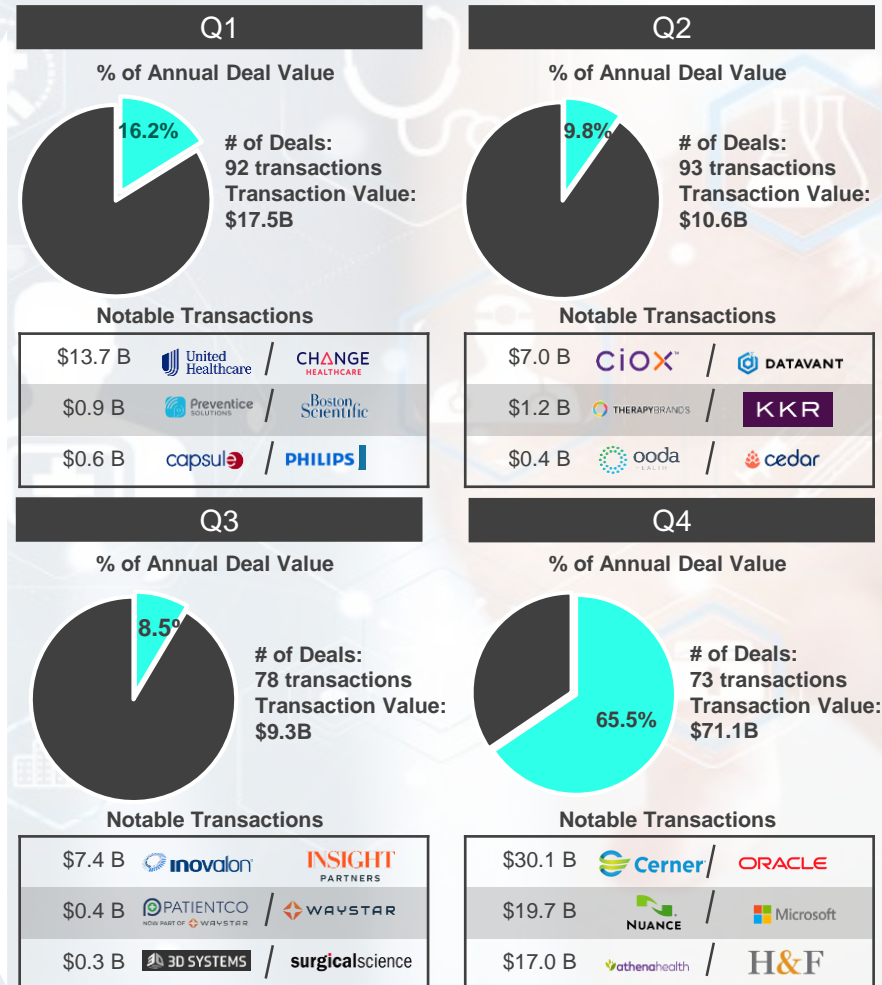 Q1
% of Annual Deal Value
16.2%
# of Deals:
92 transactions
Transaction Value:
$17.5B
Notable Transactions
$13.7 B United Healthcare / CHANGE HEALTHCARE
$0.9 B Preventice SOLUTIONS / Boston Scientific
$0.6 B capsule / PHILIPS
Q2
% of Annual Deal Value
9.8%
# of Deals:
93 transactions
Transaction Value:
$10.6B
Notable Transactions
$7.0 B CIOX™ / DATAVANT
$1.2 B THERAPYBRANDS / KKR
$0.4 B ooda HEALTH / cedar
Q3
% of Annual Deal Value
8.5%
# of Deals:
78 transactions
Transaction Value:
$9.3B
Notable Transactions
$7.4 B inovalon INSIGHT PARTNERS
$0.4 B PATIENTCO NOW PART OF WAYSTAR / WAYSTAR
$0.3 B 3D SYSTEMS / surgicalscience
Q4
% of Annual Deal Value
65.5%
# of Deals:
73 transactions
Transaction Value:
$71.1B
Notable Transactions
$30.1 B Cerner / ORACLE
$19.7 B NUANCE / Microsoft
$17.0 B athenahealth / H&F